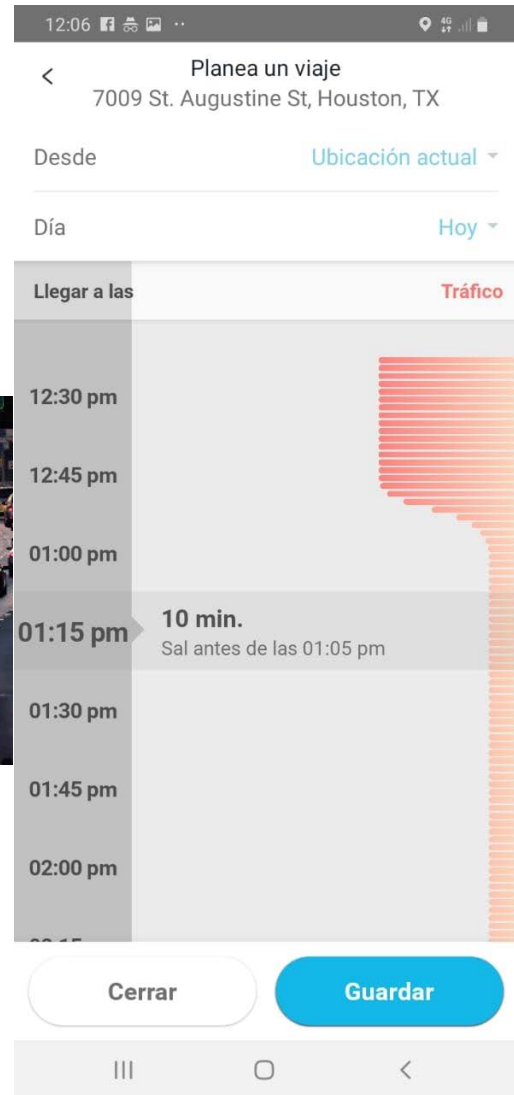 12:06
4G
Planea un viaje
7009 St. Augustine St, Houston, TX
Desde
Ubicación actual
Día
Hoy
Llegar a las
Tráfico
12:30 pm
12:45 pm
01:00 pm
01:15 pm
10 min.
Sal antes de las 01:05 pm
01:30 pm
01:45 pm
02:00 pm
Cerrar
Guardar